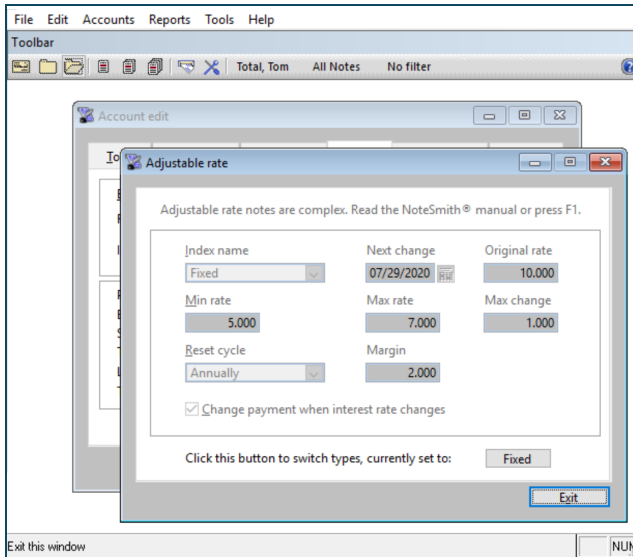 File Edit Accounts Reports Tools Help
Toolbar
Total, Tom All Notes No filter
Account edit
To
Adjustable rate
Adjustable rate notes are complex. Read the NoteSmith® manual or press F1.
Index name Next change Original rate
Fixed 07/29/2020 10.000
Min rate Max rate Max change
5.000 7.000 1.000
Reset cycle Margin
Annually 2.000
Change payment when interest rate changes
Click this button to switch types, currently set to: Fixed
Exit
Exit this window